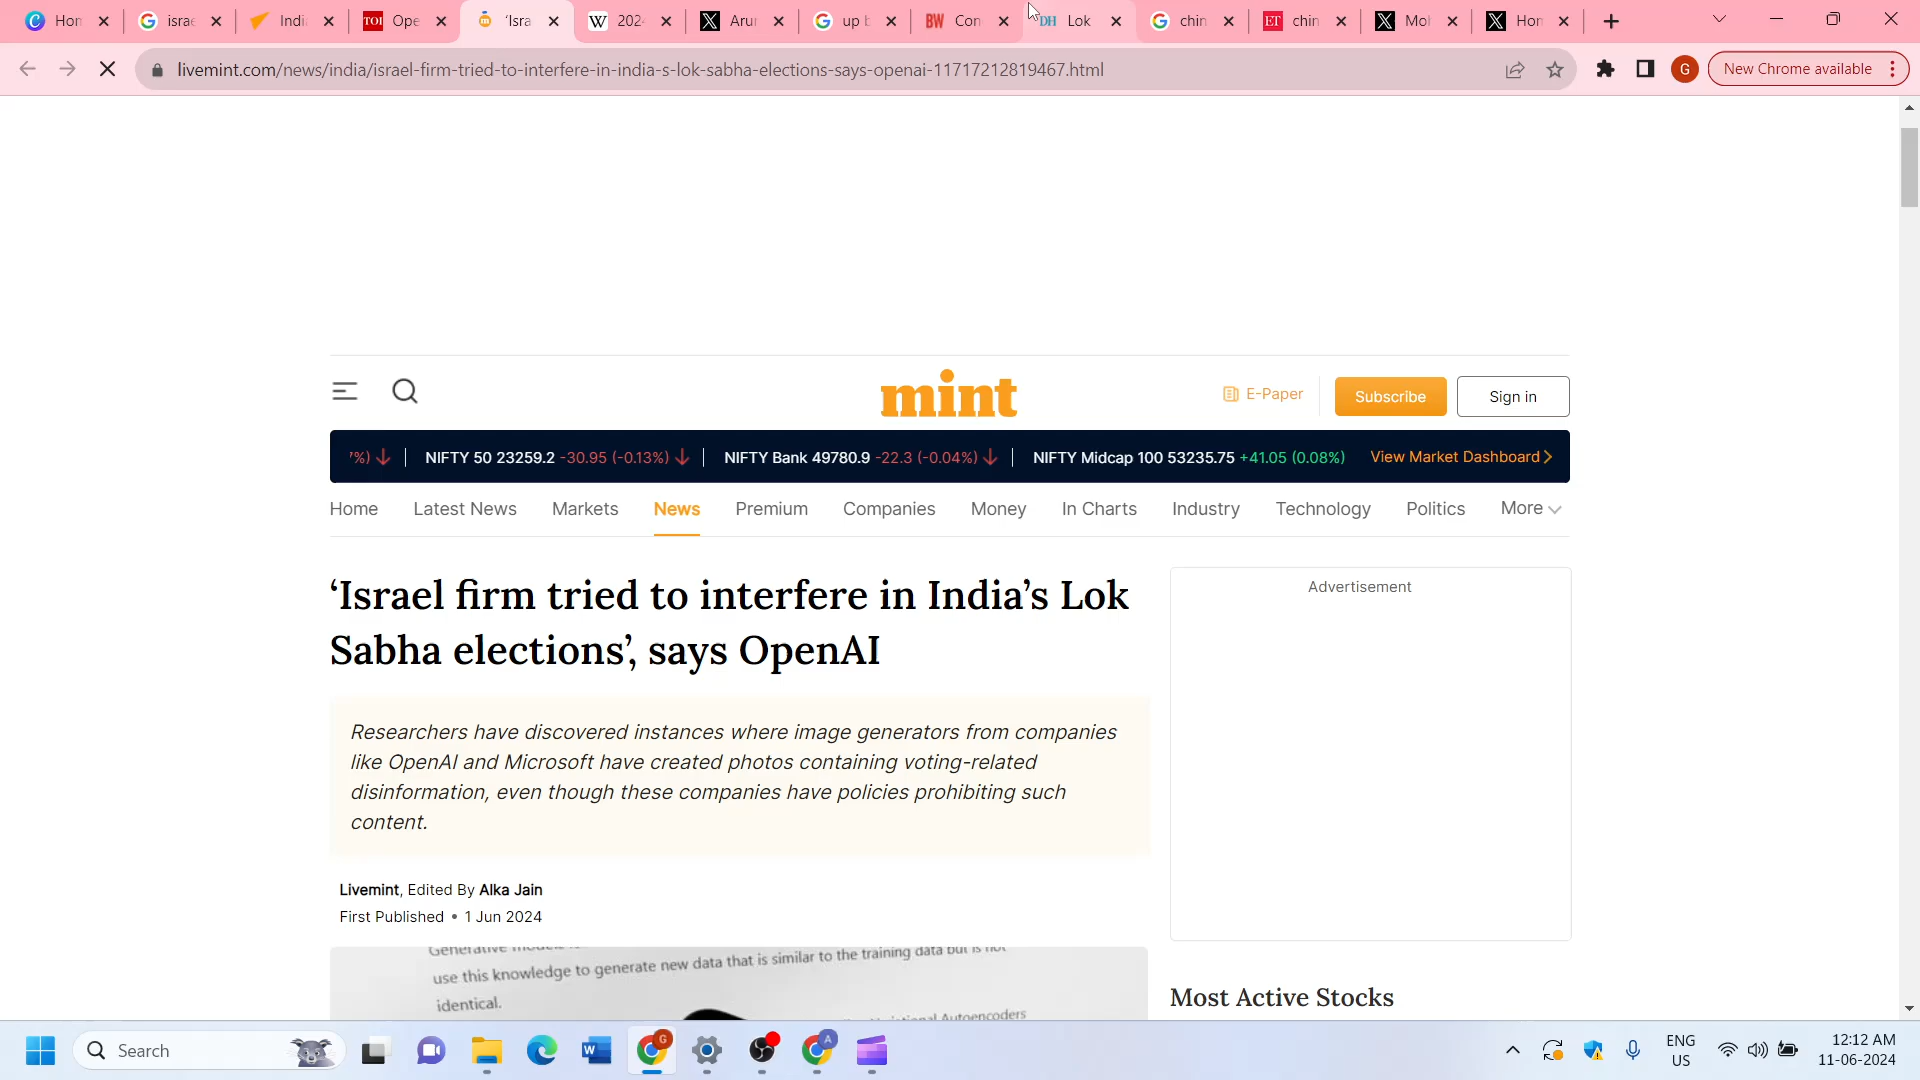 Hon
israe
Indi
TOI Ope
'Isra
W 202
X Arur
up b
BW Con
DH Lok
chin
ET chin
X Mol
X Hon
livemint.com/news/india/israel-firm-tried-to-interfere-in-india-s-lok-sabha-elections-says-openai-11717212819467.html
G
New Chrome available
mint
E-Paper
Subscribe
Sign in
7%)
NIFTY 50 23259.2 -30.95 (-0.13%)
NIFTY Bank 49780.9 -22.3 (-0.04%)
NIFTY Midcap 100 53235.75 +41.05 (0.08%)
View Market Dashboard
Home Latest News Markets News Premium Companies Money In Charts Industry Technology Politics More
‘Israel firm tried to interfere in India’s Lok
Sabha elections’, says OpenAI
Researchers have discovered instances where image generators from companies
like OpenAI and Microsoft have created photos containing voting-related
disinformation, even though these companies have policies prohibiting such
content.
Livemint, Edited By Alka Jain
First Published • 1 Jun 2024
use this knowledge to generate new data that is similar to the training data but is not
identical.
Autoencoders
Advertisement
Most Active Stocks
Search
ENG
US
12:12 AM
11-06-2024